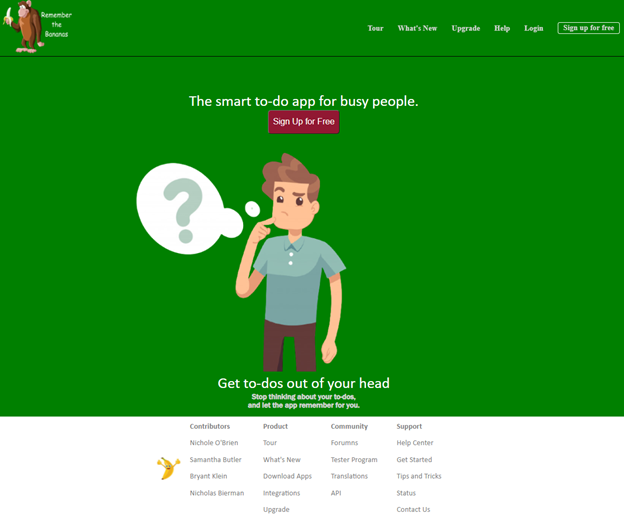 Remember
the
Bananas
Tour What's New Upgrade Help Login Sign up for free
The smart to-do app for busy people.
Sign Up for Free
?
Get to-dos out of your head
Stop thinking about your to-dos,
and let the app remember for you.
Contributors Product Community Support
Nichole O'Brien Tour Forumns Help Center
Samantha Butler What's New Tester Program Get Started
Bryant Klein Download Apps Translations Tips and Tricks
Nicholas Bierman Integrations API Status
Upgrade Contact Us